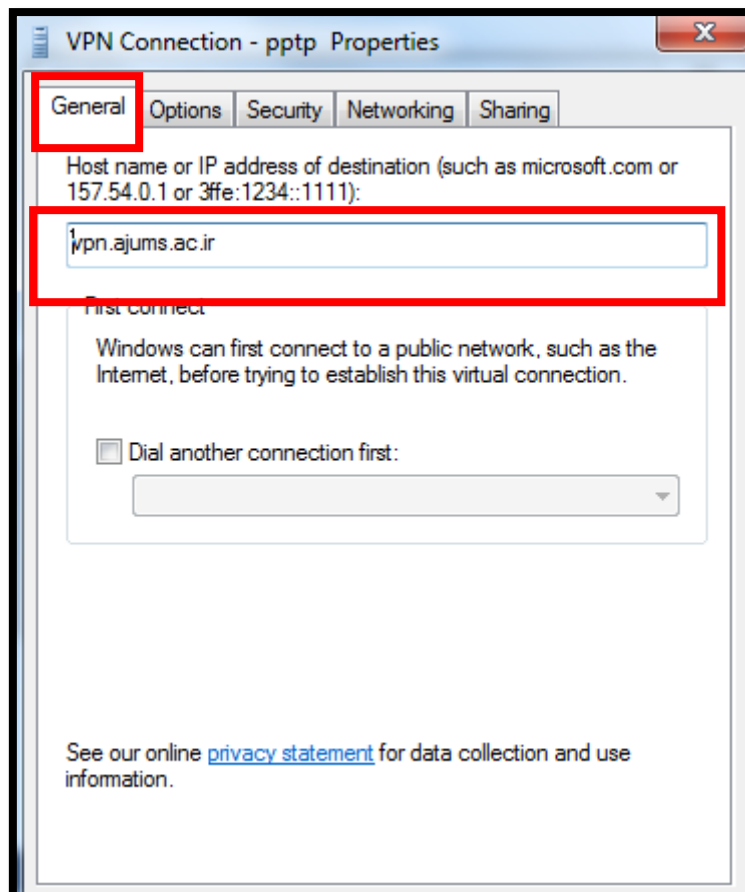 VPN Connection - pptp Properties
General Options Security Networking Sharing
Host name or IP address of destination (such as microsoft.com or
157.54.0.1 or 3ffe:1234::1111):
vpn.ajums.ac.ir
First connect
Windows can first connect to a public network, such as the
Internet, before trying to establish this virtual connection.
Dial another connection first:
See our online privacy statement for data collection and use
information.